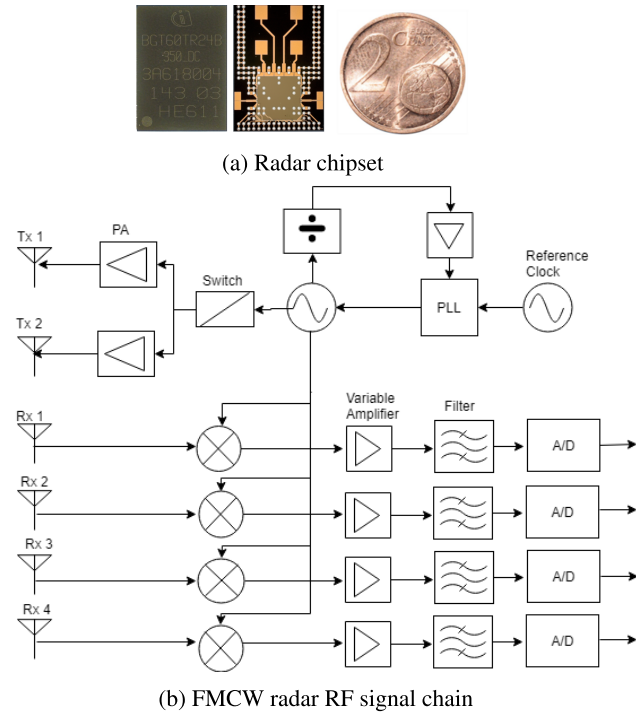 BGT60TR24B
3A618004
143 03
HE611
2 CENT
(a) Radar chipset
Tx 1
PA
Switch
Reference
Clock
PLL
Tx 2
Rx 1
Variable
Amplifier
Filter
A/D
Rx 2
A/D
Rx 3
A/D
Rx 4
A/D
(b) FMCW radar RF signal chain